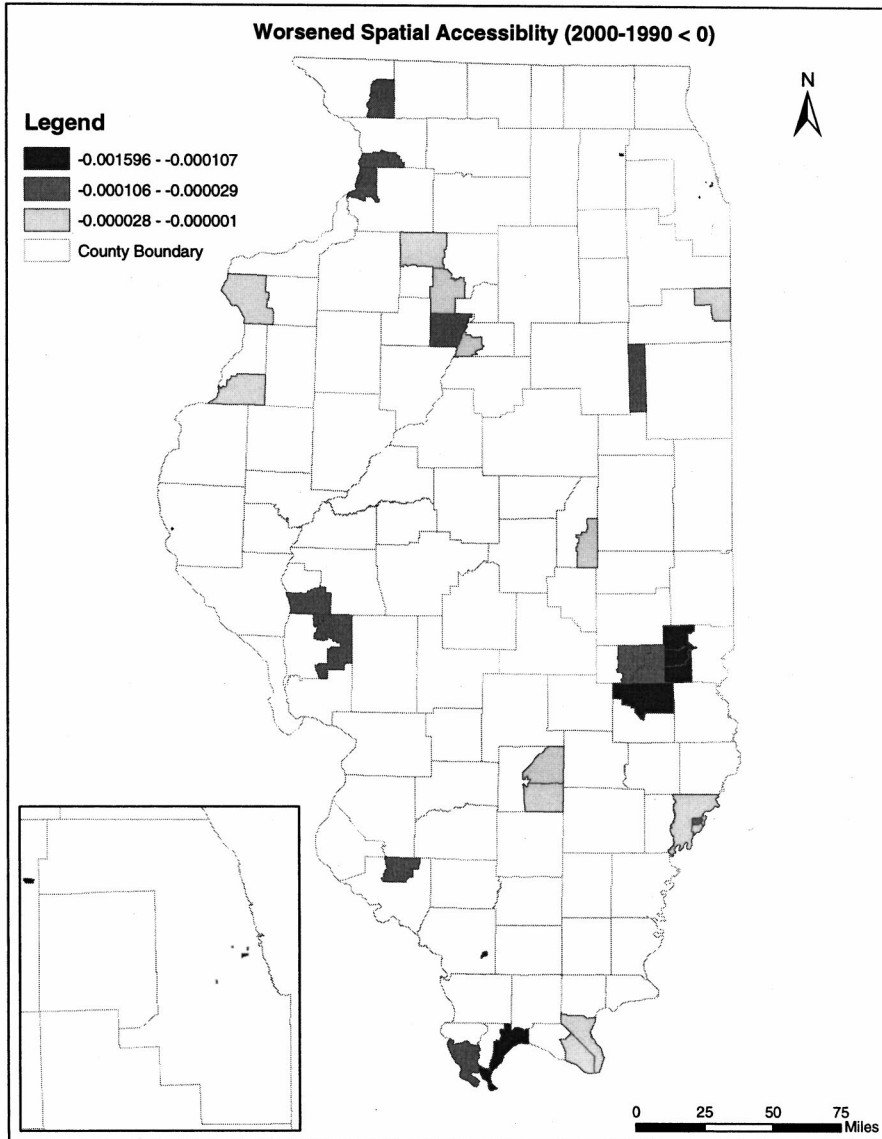 Worsened Spatial Accessiblity (2000-1990 < 0)
N
Legend
-0.001596 - -0.000107
-0.000106 - -0.000029
-0.000028 - -0.000001
County Boundary
0 25 50 75
Miles